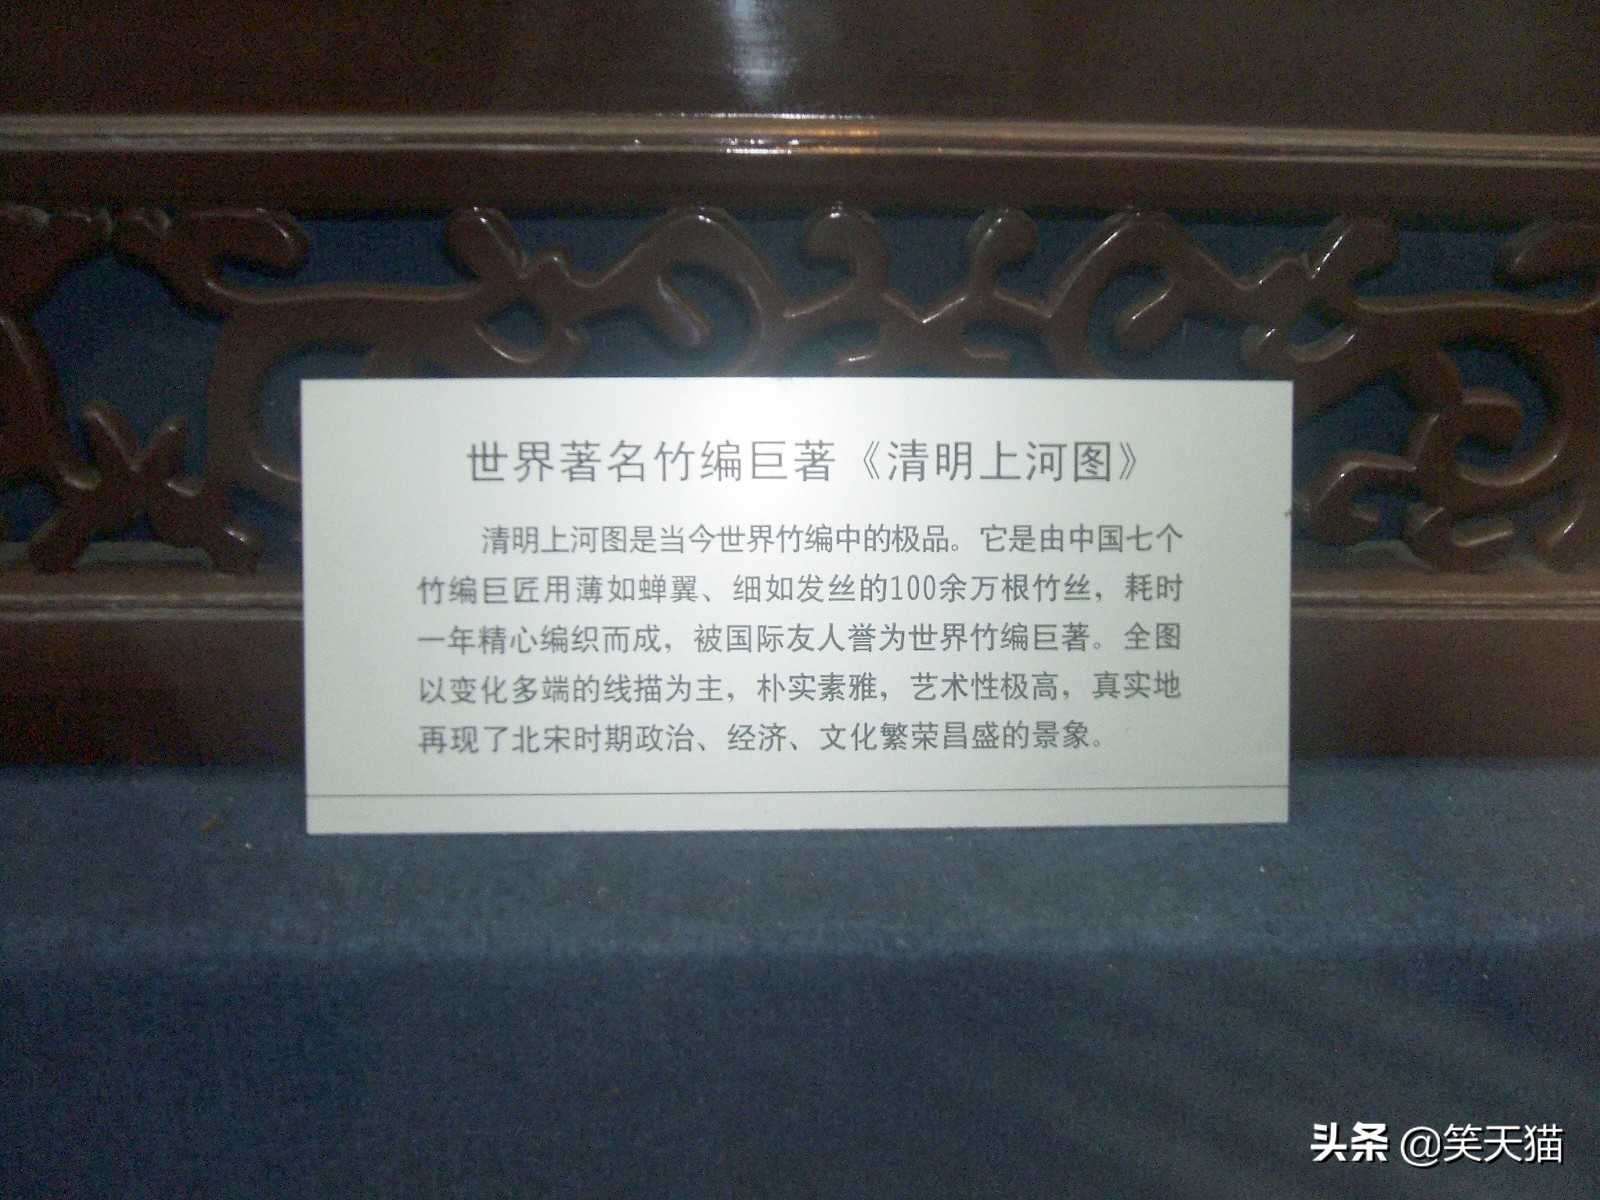 世界著名竹编巨著《清明上河图》
清明上河图是当今世界竹编中的极品。它是由中国七个
竹编巨匠用薄如蝉翼、细如发丝的100余万根竹丝，耗时
一年精心编织而成，被国际友人誉为世界竹编巨著。全图
以变化多端的线描为主，朴实素雅，艺术性极高，真实地
再现了北宋时期政治、经济、文化繁荣昌盛的景象。
头条 @笑天猫